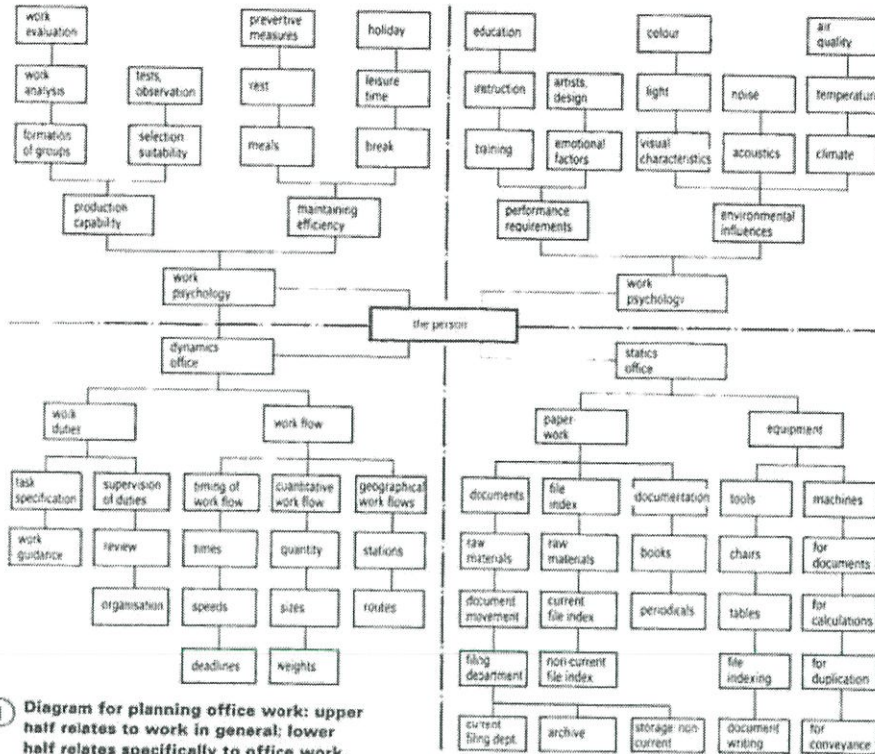 work
evaluation
preventive
measures
holiday
education
colour
air
quality
work
analysis
tests,
observation
rest
leisure
time
instruction
artists,
design
light
noise
temperature
formation
of groups
selection
suitability
meals
break
training
emotional
factors
visual
characteristics
acoustics
climate
production
capability
maintaining
efficiency
performance
requirements
environmental
influences
work
psychology
work
psychology
the person
dynamics
office
statics
office
work
duties
work flow
paper-
work
equipment
task
specification
supervision
of duties
timing of
work flow
quantitative
work flow
geographical
work flows
documents
file
index
documentation
tools
machines
work
guidance
review
times
quantity
stations
raw
materials
raw
materials
books
chairs
for
documents
organisation
speeds
sizes
routes
document
movement
current
file index
periodicals
tables
for
calculations
deadlines
weights
filing
department
non-current
file index
file
indexing
for
duplication
current
filing dept.
archive
storage: non-
current
document
writing
for
conveyance
1 Diagram for planning office work: upper
half relates to work in general; lower
half relates specifically to office work